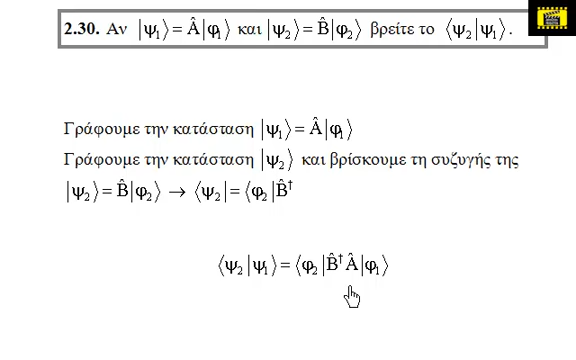 2.30. Αν |ψ₁⟩ = Â|φ₁⟩ και |ψ₂⟩ = B̂|φ₂⟩ βρείτε το ⟨ψ₂|ψ₁⟩.
Γράφουμε την κατάσταση |ψ₁⟩ = Â|φ₁⟩
Γράφουμε την κατάσταση |ψ₂⟩ και βρίσκουμε τη συζυγής της
|ψ₂⟩ = B̂|φ₂⟩ → ⟨ψ₂| = ⟨φ₂|B̂†
⟨ψ₂|ψ₁⟩ = ⟨φ₂|B̂†Â|φ₁⟩